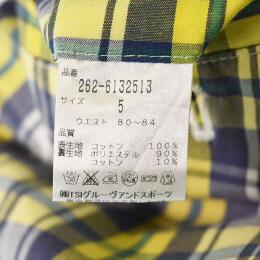 品番
262-6132513
サイズ
5
ウエスト 80~84
品質
表生地 コットン 100%
裏生地 ポリエステル 90%
コットン 10%
㈱TSIグルーヴアンドスポーツ